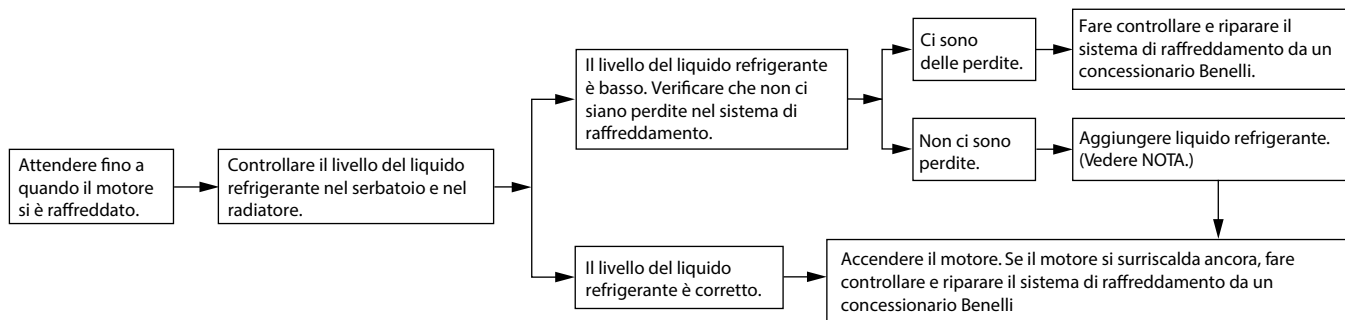 Attendere fino a
quando il motore
si è raffreddato.
Controllare il livello del liquido
refrigerante nel serbatoio e nel
radiatore.
Il livello del liquido refrigerante
è basso. Verificare che non ci
siano perdite nel sistema di
raffreddamento.
Ci sono
delle perdite.
Fare controllare e riparare il
sistema di raffreddamento da un
concessionario Benelli.
Non ci sono
perdite.
Aggiungere liquido refrigerante.
(Vedere NOTA.)
Il livello del liquido
refrigerante è corretto.
Accendere il motore. Se il motore si surriscalda ancora, fare
controllare e riparare il sistema di raffreddamento da un
concessionario Benelli